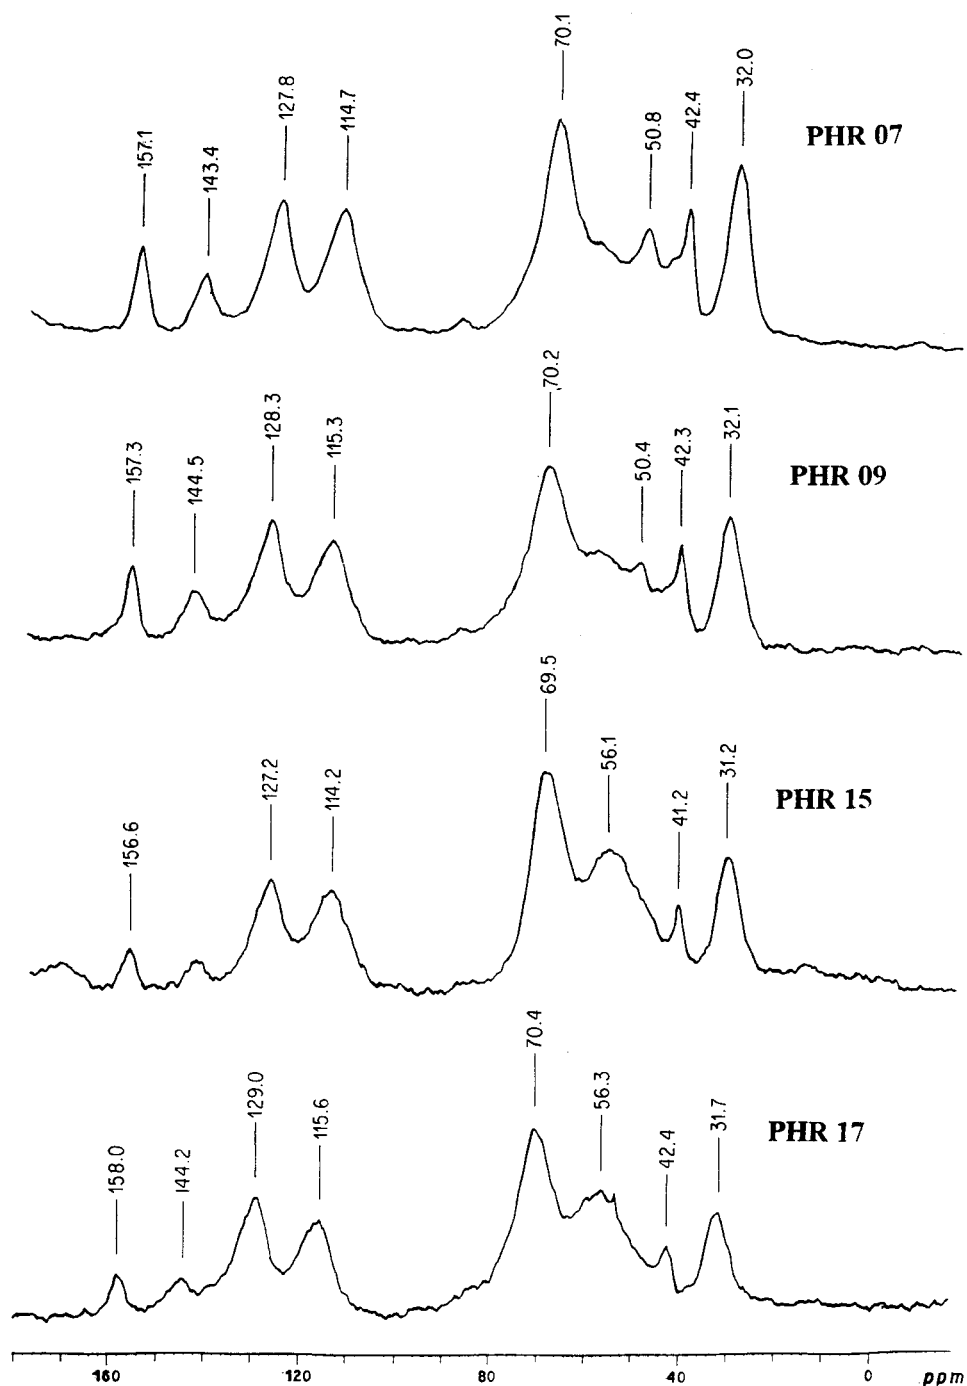 157.1 143.4 127.8 114.7 70.1 50.8 42.4 32.0
PHR 07
157.3 144.5 128.3 115.3 70.2 50.4 42.3 32.1
PHR 09
156.6 127.2 114.2 69.5 56.1 41.2 31.2
PHR 15
158.0 144.2 129.0 115.6 70.4 56.3 42.4 31.7
PHR 17
160 120 80 40 0 ppm